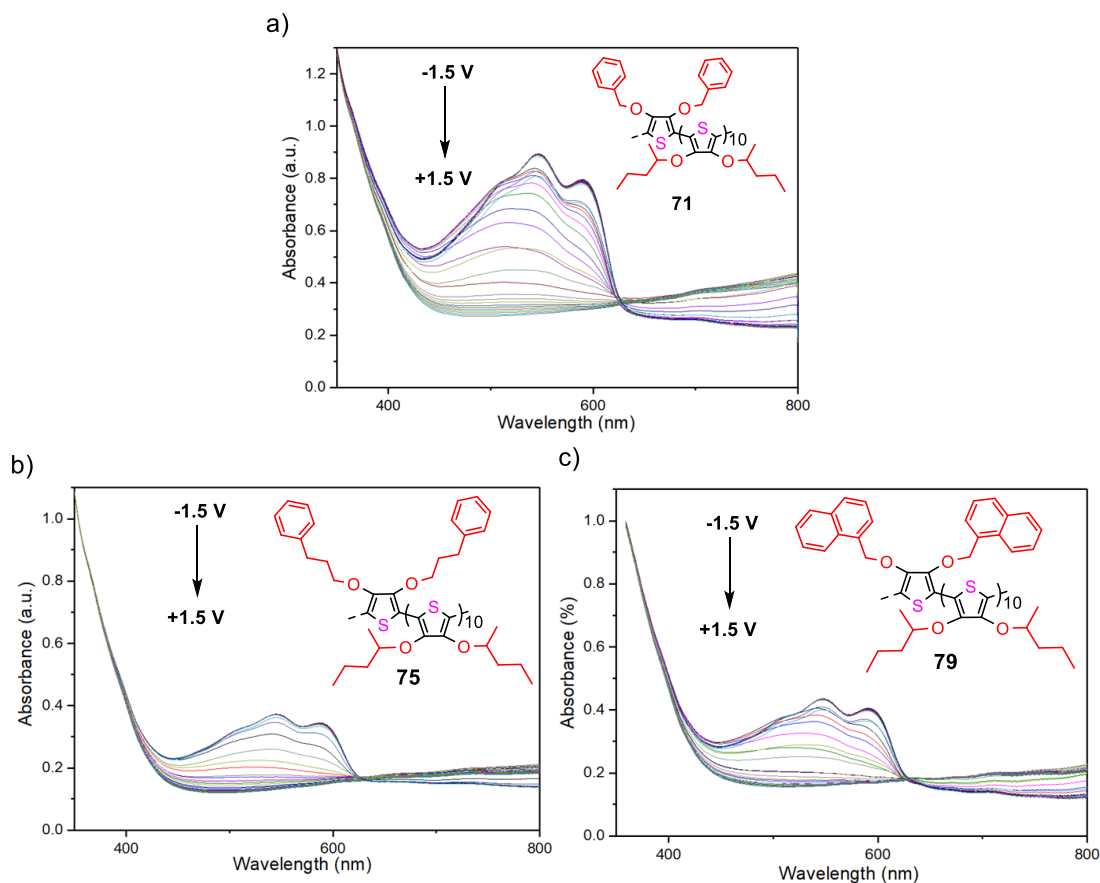 a)
-1.5 V
+1.5 V
Absorbance (a.u.)
1.2
1.0
0.8
0.6
0.4
0.2
0.0
400
600
800
Wavelength (nm)
O
O
S
S
10
O
O
71
b)
-1.5 V
+1.5 V
Absorbance (a.u.)
1.0
0.8
0.6
0.4
0.2
0.0
400
600
800
Wavelength (nm)
O
O
S
S
10
O
O
75
c)
-1.5 V
+1.5 V
Absorbance (%)
1.0
0.8
0.6
0.4
0.2
0.0
400
600
800
Wavelength (nm)
O
O
S
S
10
O
O
79